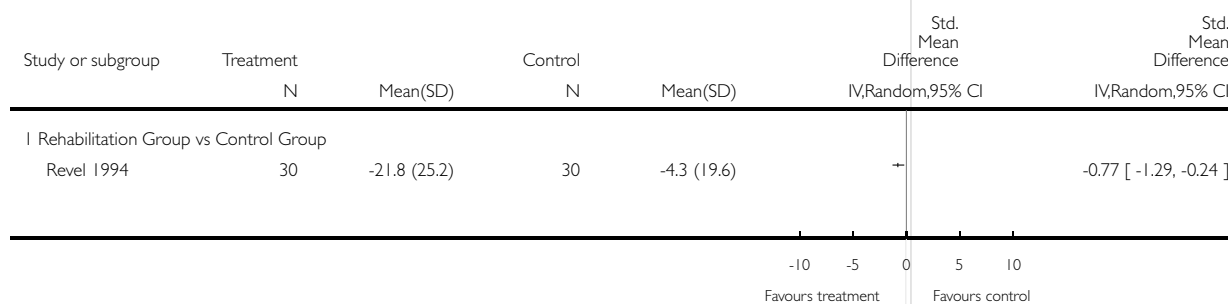 Std.
Mean
Difference
Std.
Mean
Difference
Study or subgroup Treatment Control
N Mean(SD) N Mean(SD) IV,Random,95% CI IV,Random,95% CI
1 Rehabilitation Group vs Control Group
Revel 1994 30 -21.8 (25.2) 30 -4.3 (19.6) -0.77 [ -1.29, -0.24 ]
-10 -5 0 5 10
Favours treatment Favours control